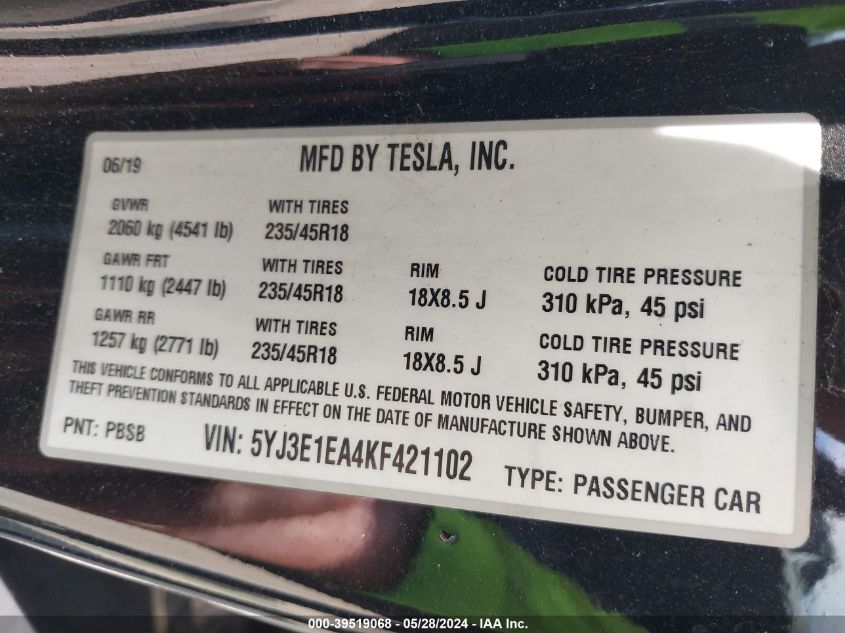 06/19 MFD BY TESLA, INC.
GVWR WITH TIRES
2060 kg (4541 lb) 235/45R18
GAWR FRT WITH TIRES RIM COLD TIRE PRESSURE
1110 kg (2447 lb) 235/45R18 18X8.5 J 310 kPa, 45 psi
GAWR RR WITH TIRES RIM COLD TIRE PRESSURE
1257 kg (2771 lb) 235/45R18 18X8.5 J 310 kPa, 45 psi
THIS VEHICLE CONFORMS TO ALL APPLICABLE U.S. FEDERAL MOTOR VEHICLE SAFETY, BUMPER, AND
THEFT PREVENTION STANDARDS IN EFFECT ON THE DATE OF MANUFACTURE SHOWN ABOVE.
PNT: PBSB VIN: 5YJ3E1EA4KF421102 TYPE: PASSENGER CAR
000-39519068 - 05/28/2024 - IAA Inc.